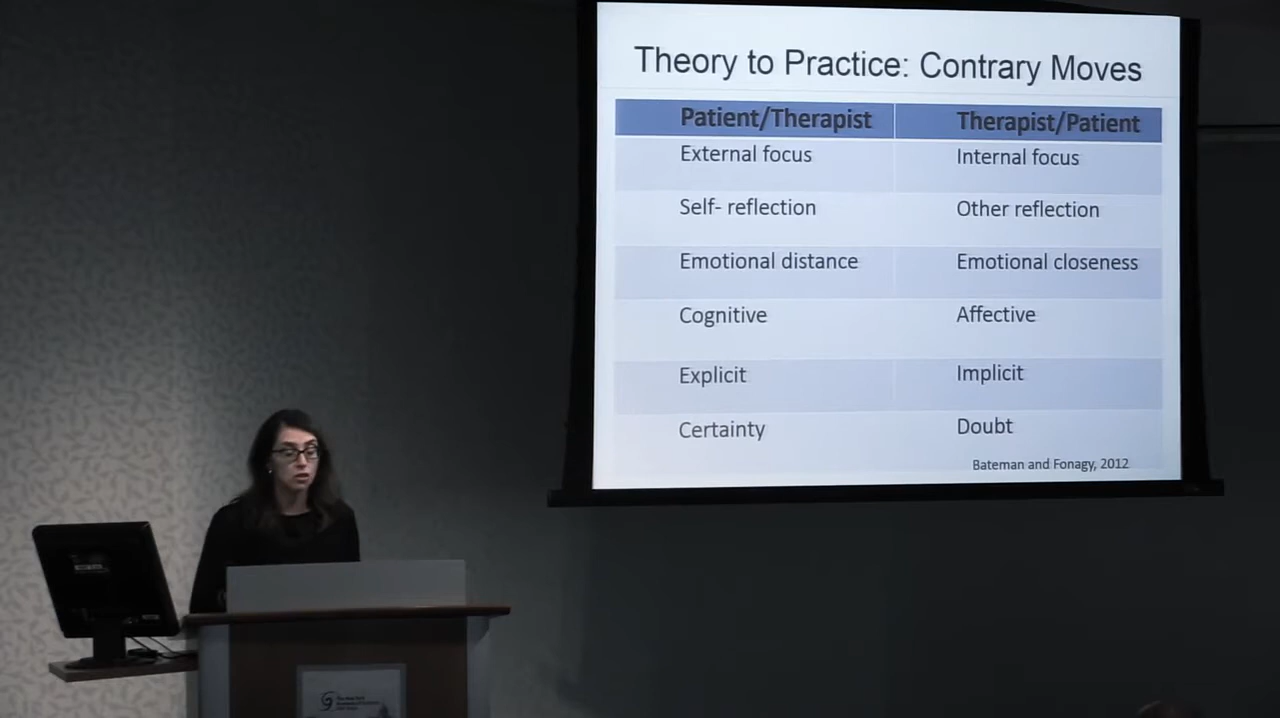 Theory to Practice: Contrary Moves
Patient/Therapist Therapist/Patient
External focus Internal focus
Self- reflection Other reflection
Emotional distance Emotional closeness
Cognitive Affective
Explicit Implicit
Certainty Doubt
Bateman and Fonagy, 2012